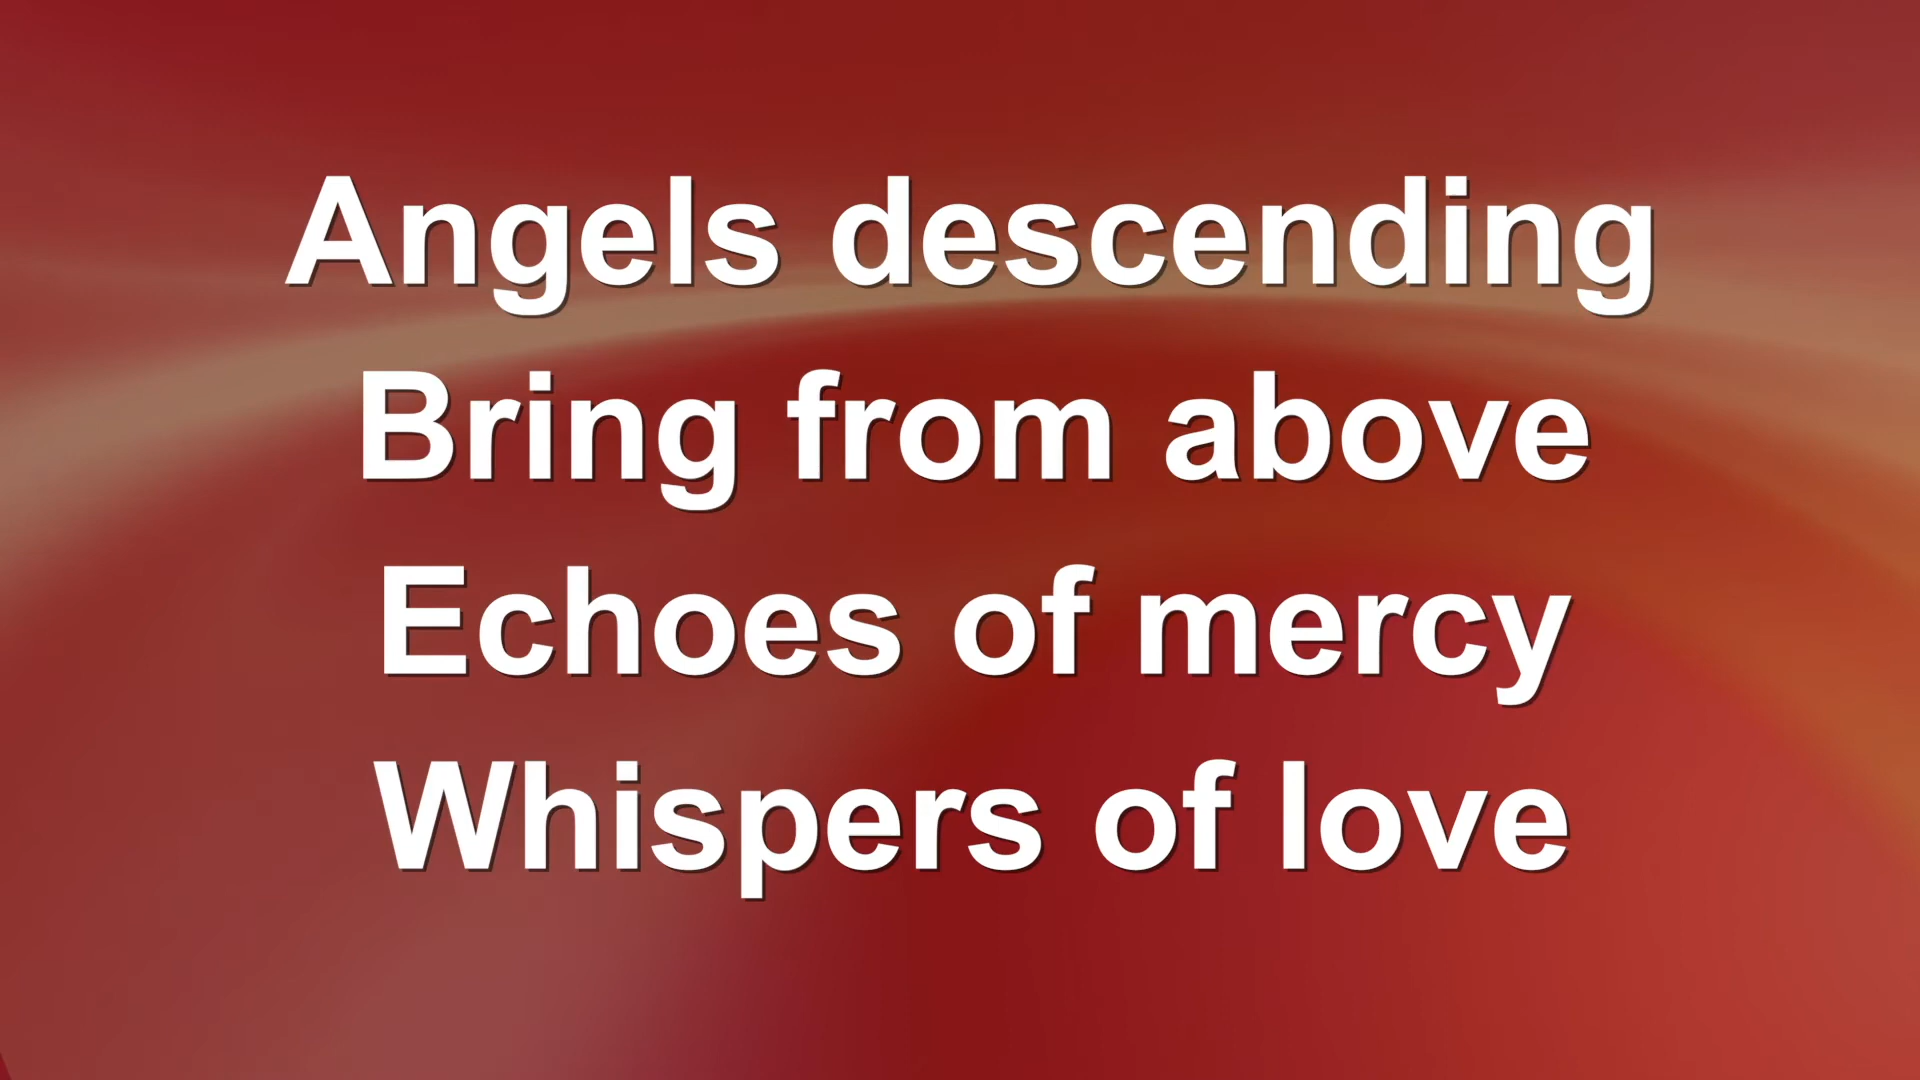 Angels descending
Bring from above
Echoes of mercy
Whispers of love